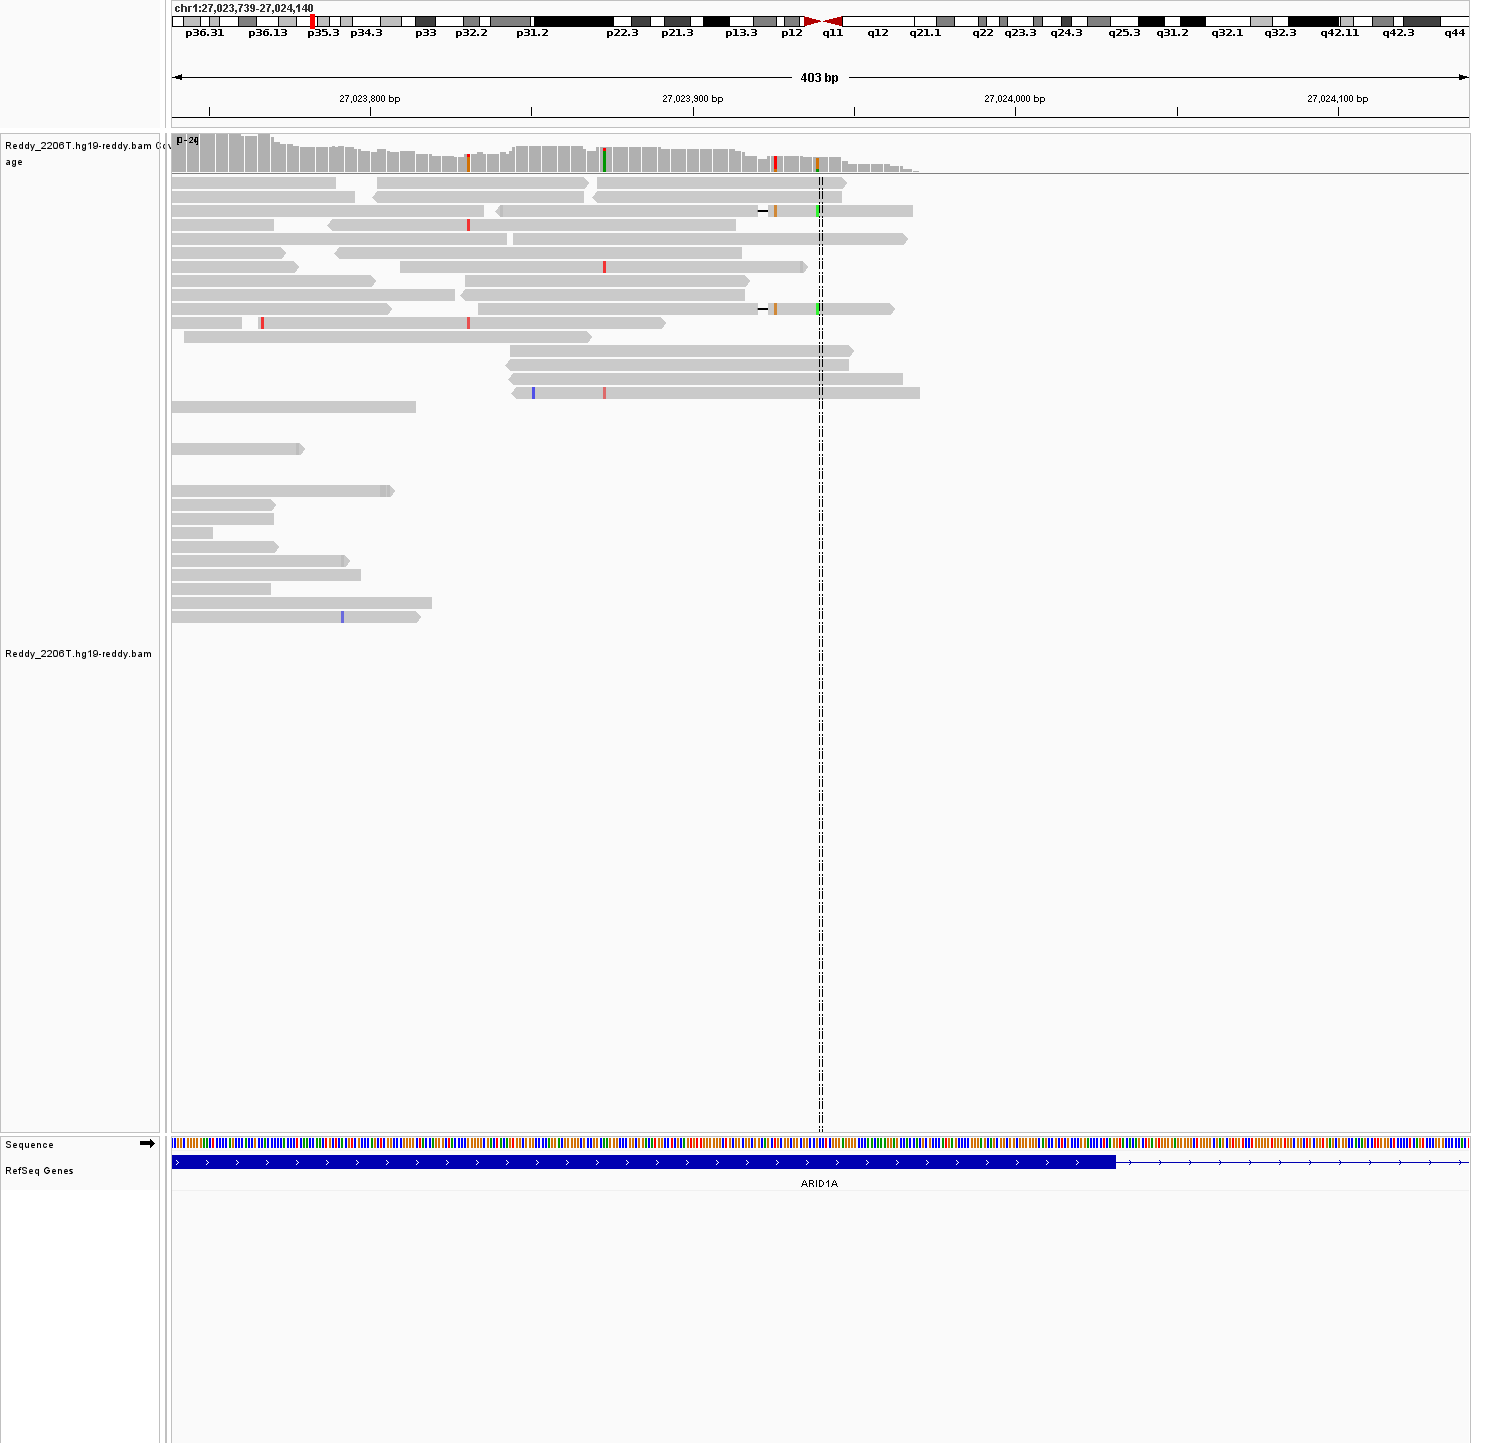 chr1:27,023,739-27,024,140
p36.31 p36.13 p35.3 p34.3 p33 p32.2 p31.2 p22.3 p21.3 p13.3 p12 q11 q12 q21.1 q22 q23.3 q24.3 q25.3 q31.2 q32.1 q32.3 q42.11 q42.3 q44
403 bp
27,023,800 bp 27,023,900 bp 27,024,000 bp 27,024,100 bp
Reddy_2206T.hg19-reddy.bam Cov
age
Reddy_2206T.hg19-reddy.bam
Sequence
RefSeq Genes
ARID1A